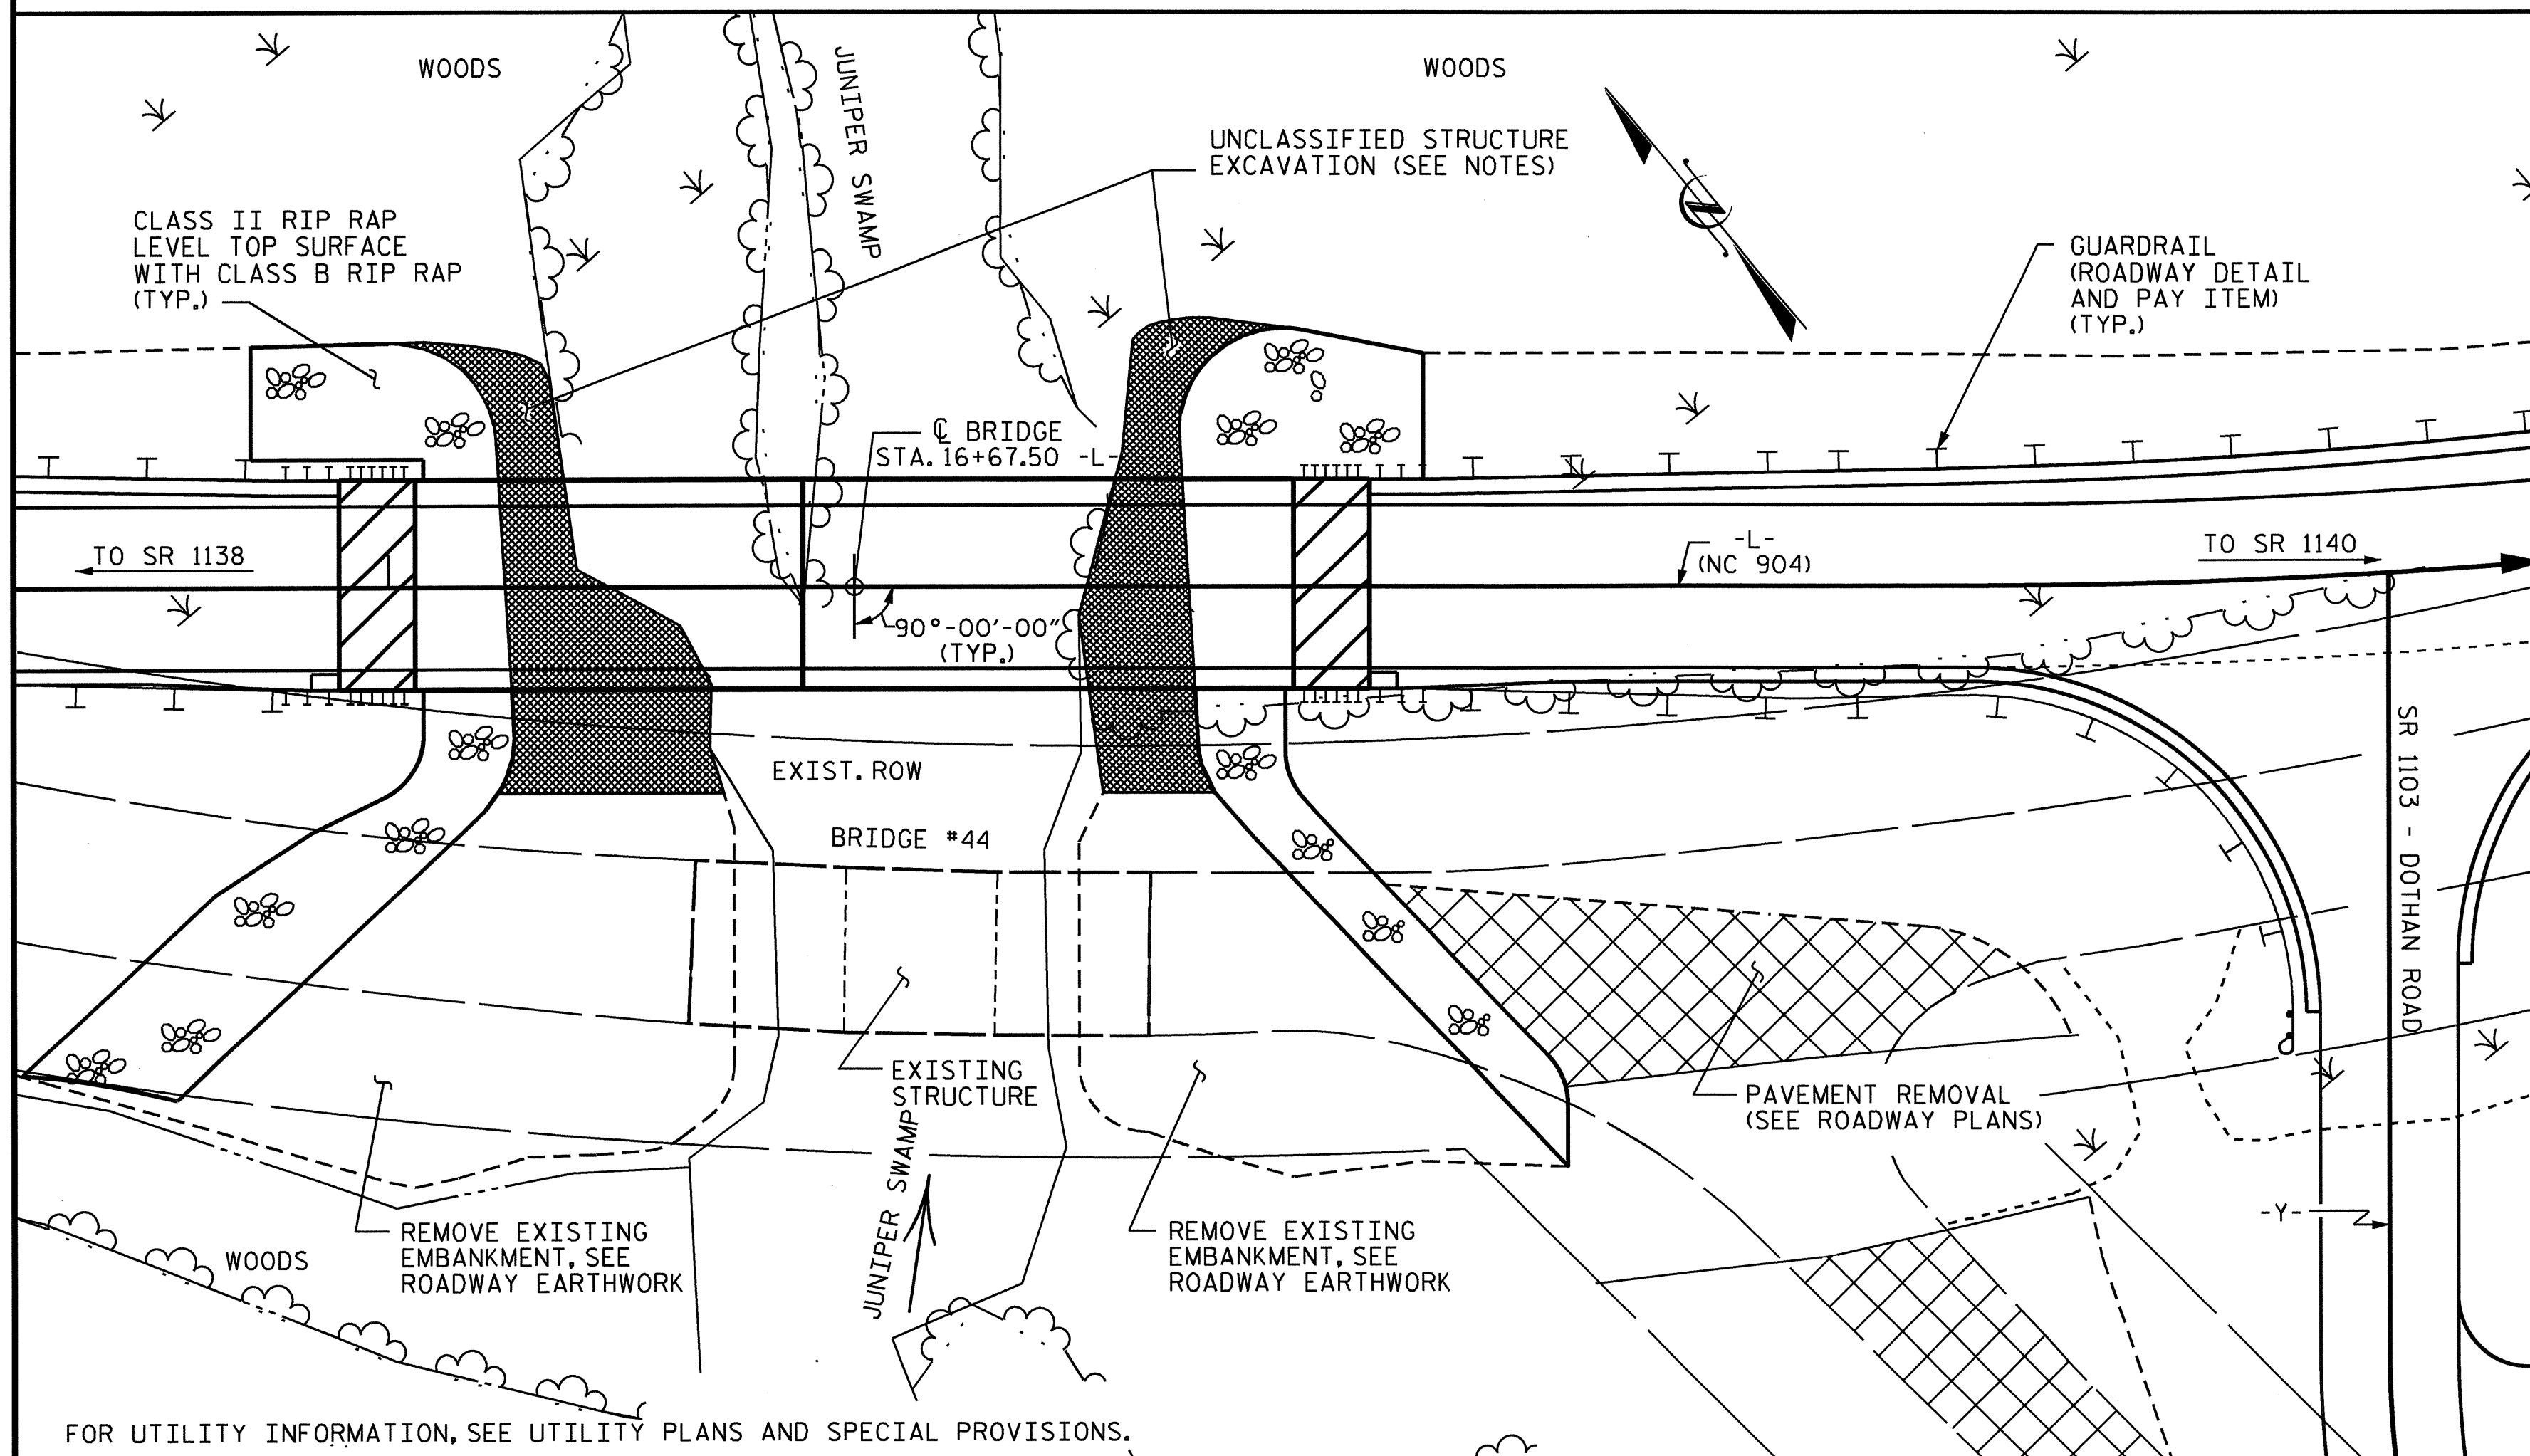 WOODS
WOODS
JUNIPER SWAMP
UNCLASSIFIED STRUCTURE
EXCAVATION (SEE NOTES)
N
CLASS II RIP RAP
LEVEL TOP SURFACE
WITH CLASS B RIP RAP
(TYP.)
GUARDRAIL
(ROADWAY DETAIL
AND PAY ITEM)
(TYP.)
℄ BRIDGE
STA. 16+67.50 -L-
TO SR 1138
-L-
(NC 904)
TO SR 1140
90°-00'-00"
(TYP.)
EXIST. ROW
SR 1103 - DOTHAN ROAD
BRIDGE #44
EXISTING
STRUCTURE
PAVEMENT REMOVAL
(SEE ROADWAY PLANS)
JUNIPER SWAMP
-Y-
REMOVE EXISTING
EMBANKMENT, SEE
ROADWAY EARTHWORK
REMOVE EXISTING
EMBANKMENT, SEE
ROADWAY EARTHWORK
WOODS
FOR UTILITY INFORMATION, SEE UTILITY PLANS AND SPECIAL PROVISIONS.